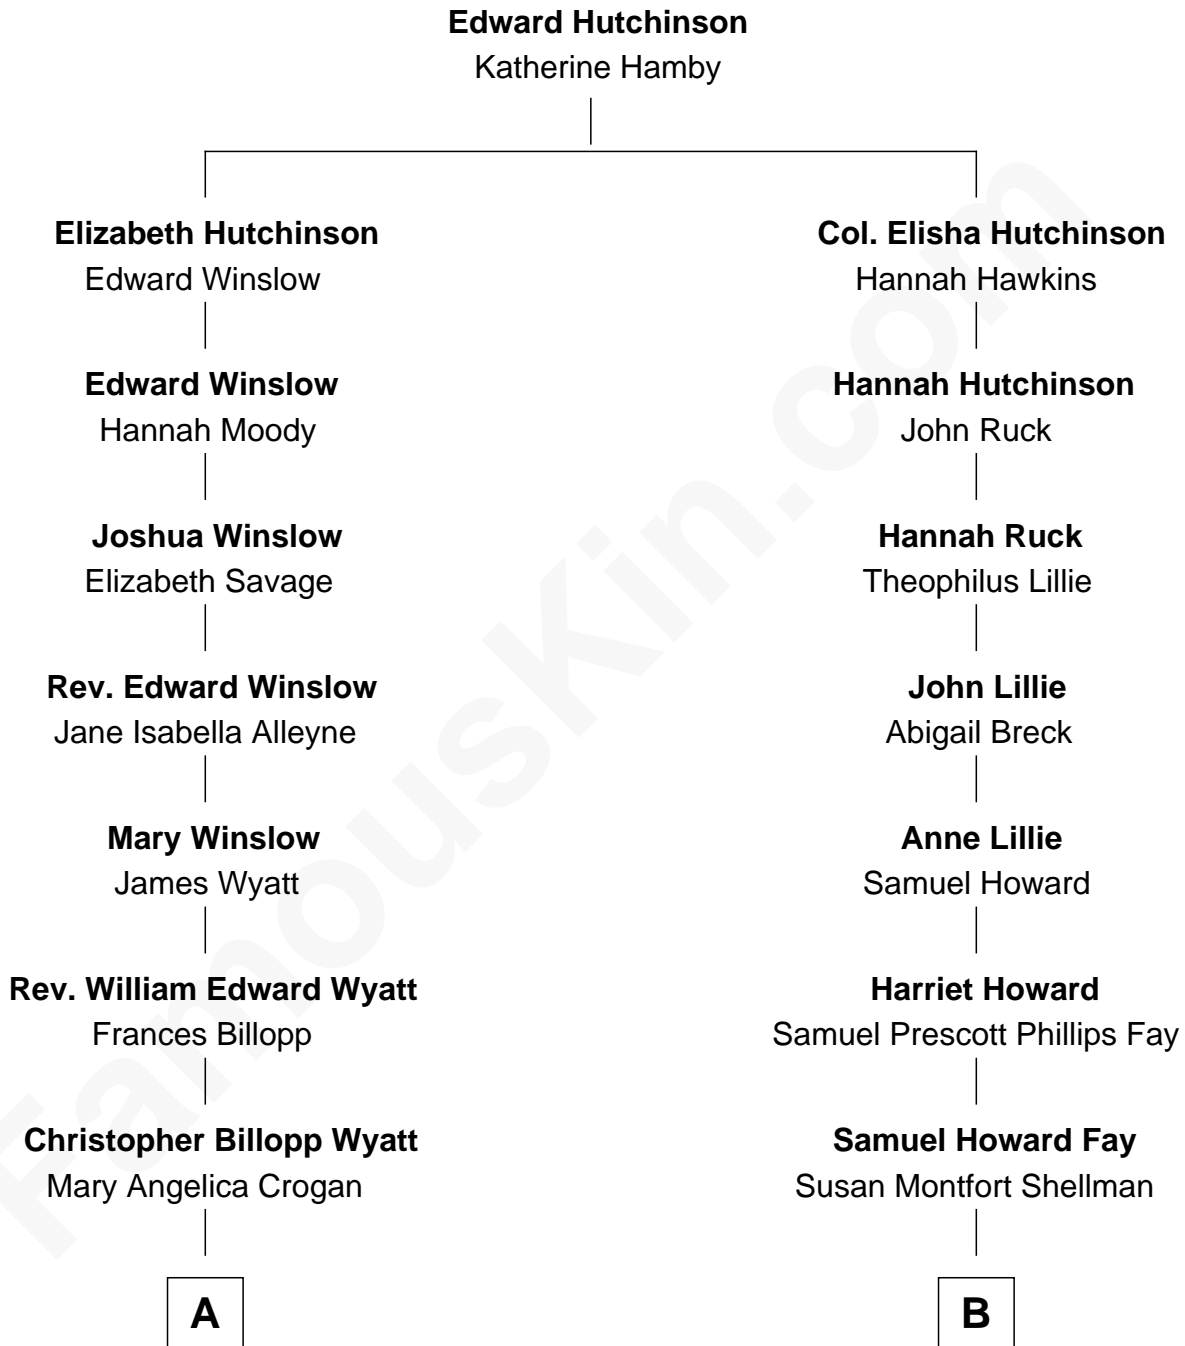 Edward Hutchinson
Katherine Hamby
Elizabeth Hutchinson
Edward Winslow
Edward Winslow
Hannah Moody
Joshua Winslow
Elizabeth Savage
Rev. Edward Winslow
Jane Isabella Alleyne
Mary Winslow
James Wyatt
Rev. William Edward Wyatt
Frances Billopp
Christopher Billopp Wyatt
Mary Angelica Crogan
A
Col. Elisha Hutchinson
Hannah Hawkins
Hannah Hutchinson
John Ruck
Hannah Ruck
Theophilus Lillie
John Lillie
Abigail Breck
Anne Lillie
Samuel Howard
Harriet Howard
Samuel Prescott Phillips Fay
Samuel Howard Fay
Susan Montfort Shellman
B
FamousKin.com